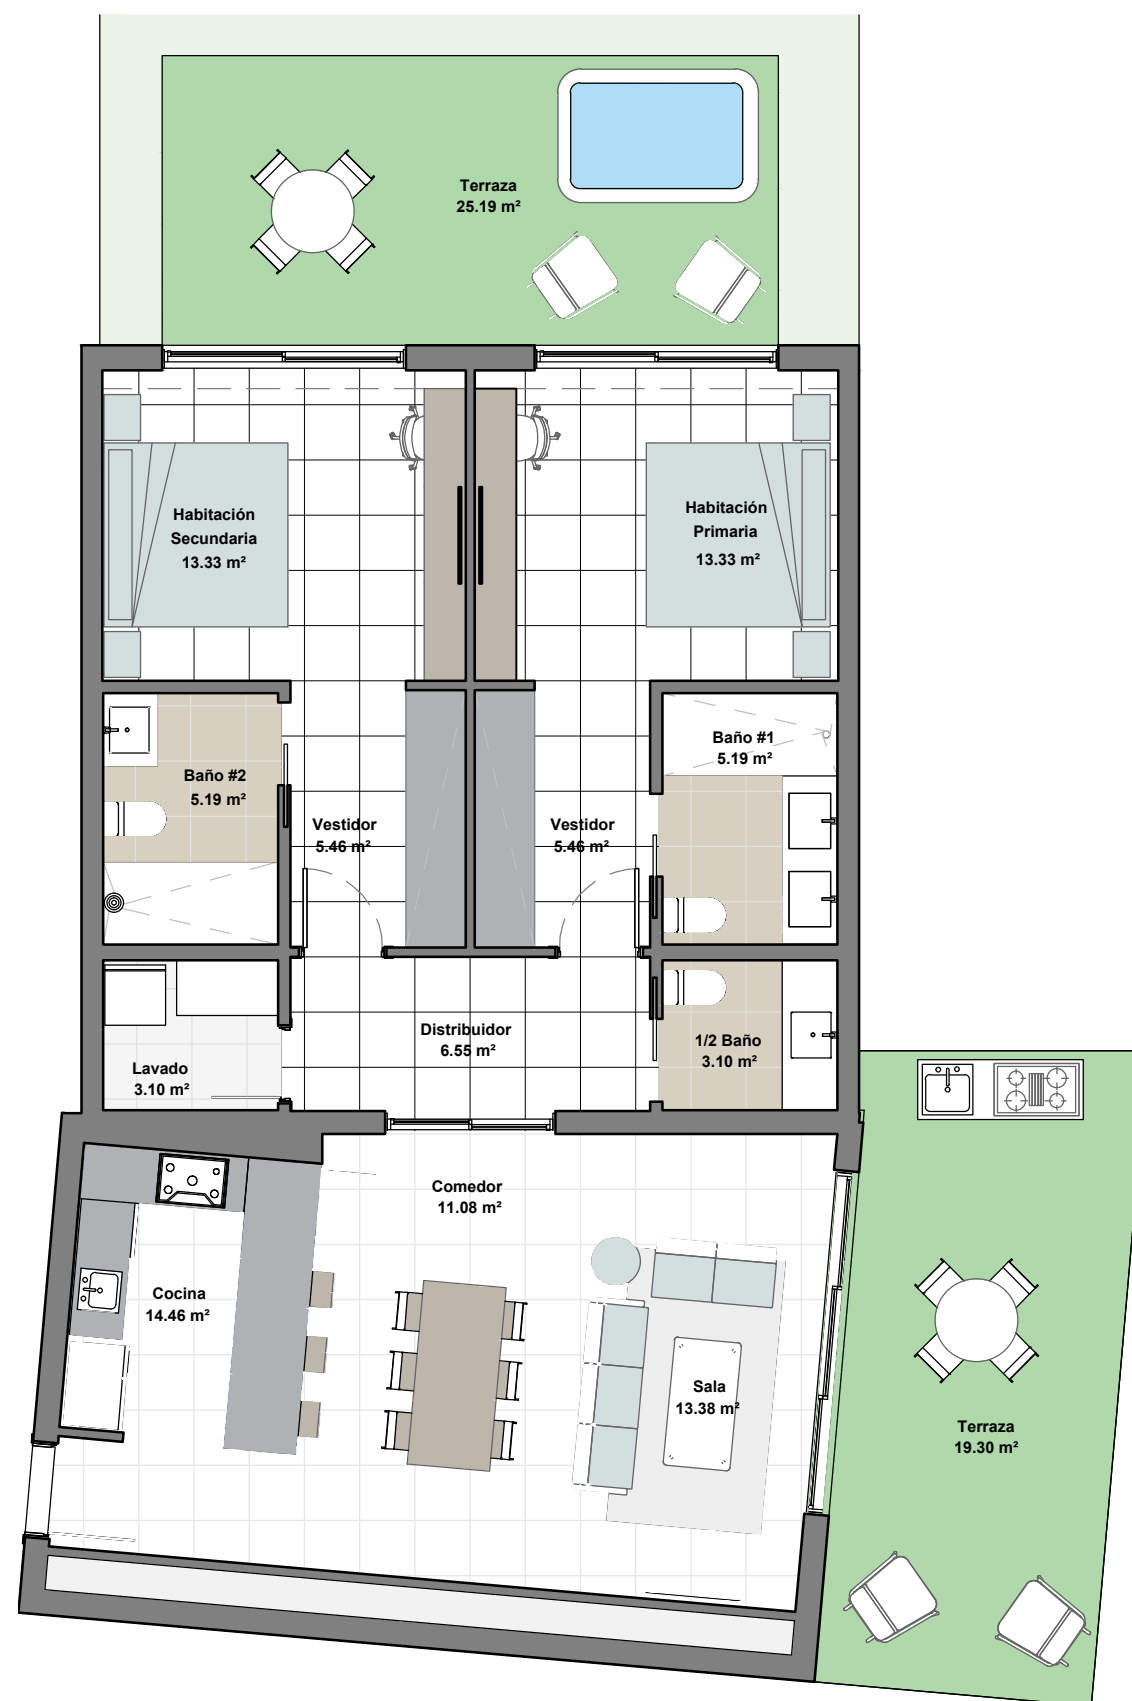 Terraza
25.19 m²
Habitación
Secundaria
13.33 m²
Habitación
Primaria
13.33 m²
Baño #2
5.19 m²
Baño #1
5.19 m²
Vestidor
5.46 m²
Vestidor
5.46 m²
Distribuidor
6.55 m²
1/2 Baño
3.10 m²
Lavado
3.10 m²
Comedor
11.08 m²
Cocina
14.46 m²
Sala
13.38 m²
Terraza
19.30 m²